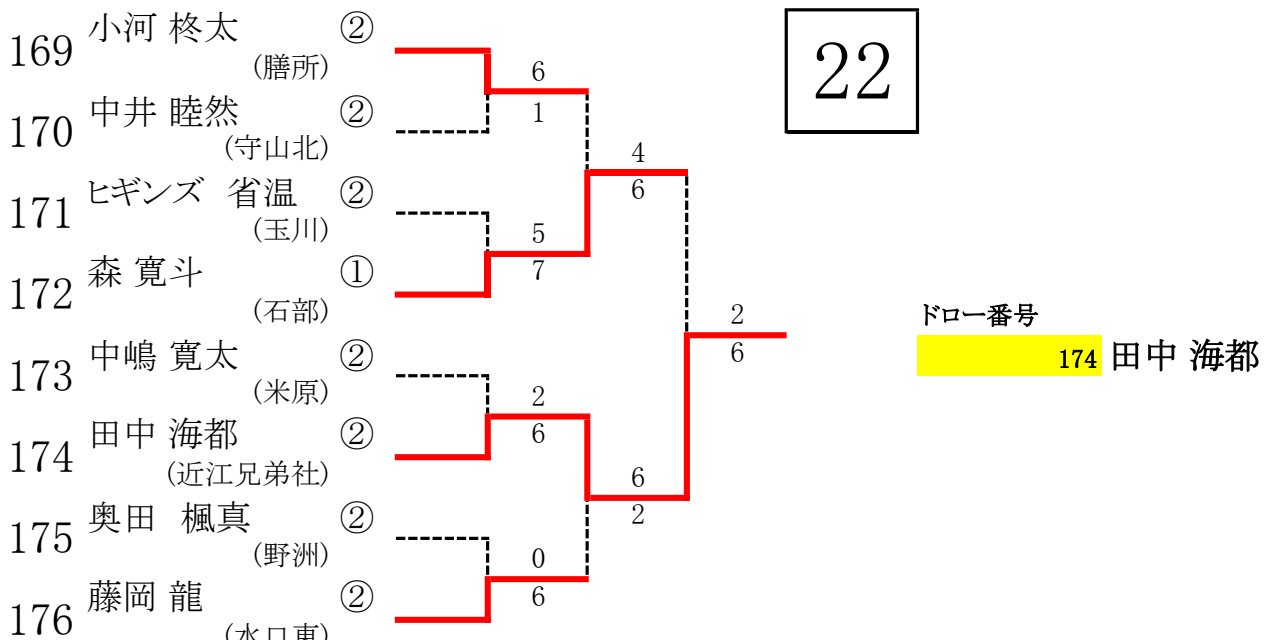 169 小河 柊太 ②
(膳所)
170 中井 睦然 ②
(守山北)
171 ヒギンズ 省温 ②
(玉川)
172 森 寛斗 ①
(石部)
173 中嶋 寛太 ②
(米原)
174 田中 海都 ②
(近江兄弟社)
175 奥田 楓真 ②
(野洲)
176 藤岡 龍 ②
(水口東)
6
1
5
7
2
6
0
6
4
6
6
2
2
6
22
ドロー番号
174 田中 海都